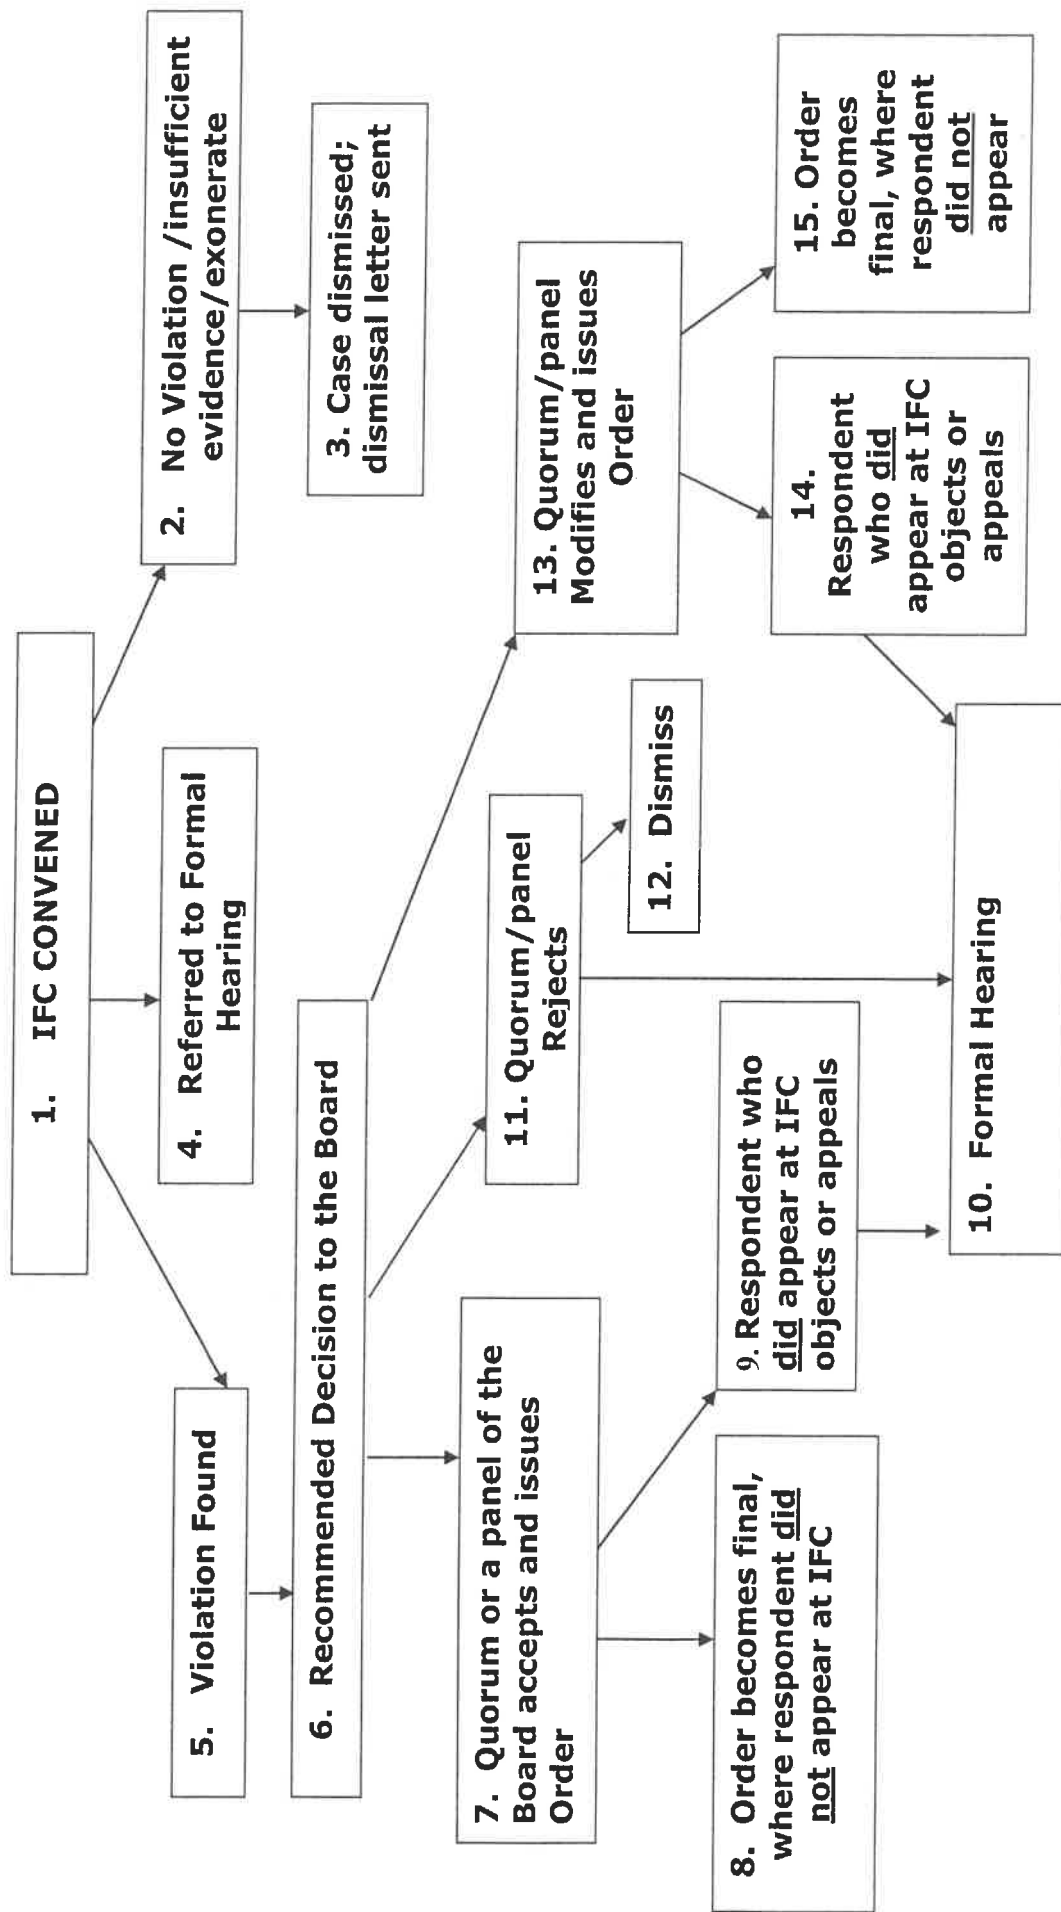 1. IFC CONVENED
2. No Violation /insufficient
evidence/exonerate
3. Case dismissed;
dismissal letter sent
4. Referred to Formal
Hearing
5. Violation Found
6. Recommended Decision to the Board
7. Quorum or a panel of the
Board accepts and issues
Order
8. Order becomes final,
where respondent did
not appear at IFC
9. Respondent who
did appear at IFC
objects or appeals
10. Formal Hearing
11. Quorum/panel
Rejects
12. Dismiss
13. Quorum/panel
Modifies and issues
Order
14.
Respondent
who did
appear at IFC
objects or
appeals
15. Order
becomes
final, where
respondent
did not
appear